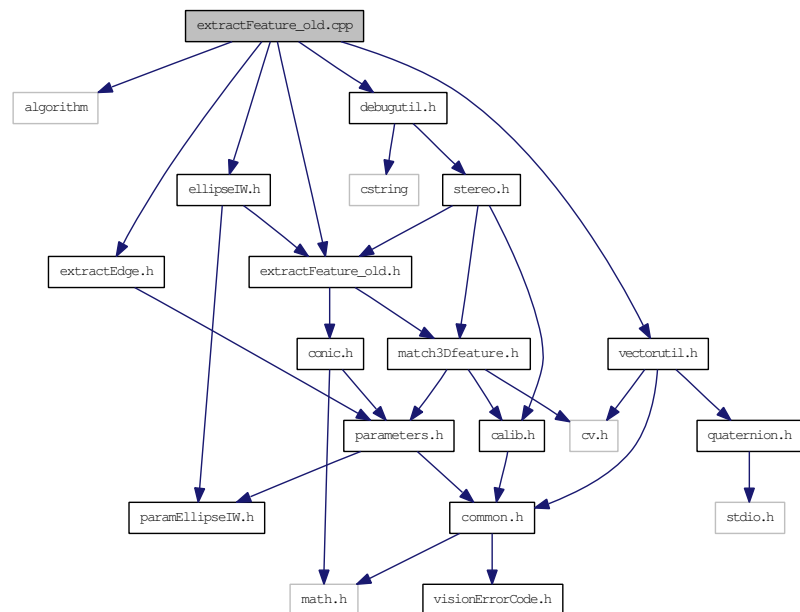 extractFeature_old.cpp
algorithm
debugutil.h
ellipseIW.h
cstring
stereo.h
extractEdge.h
extractFeature_old.h
conic.h
match3Dfeature.h
vectorutil.h
parameters.h
calib.h
cv.h
quaternion.h
paramEllipseIW.h
common.h
stdio.h
math.h
visionErrorCode.h